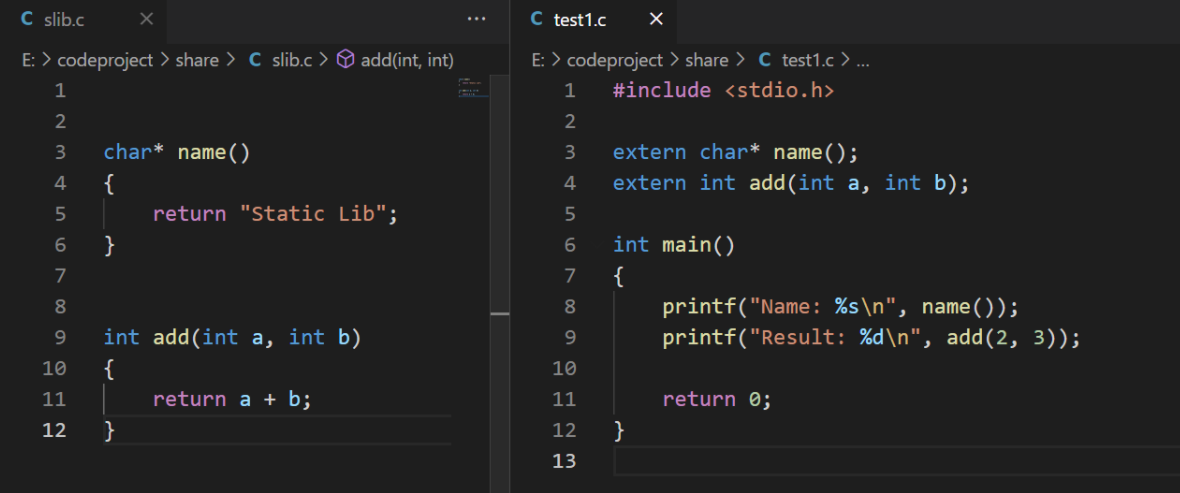 C slib.c × ···
E: > codeproject > share > C slib.c > add(int, int)
1
2
3 char* name()
4 {
5     return "Static Lib";
6 }
7
8
9 int add(int a, int b)
10 {
11     return a + b;
12 }
C test1.c ×
E: > codeproject > share > C test1.c > ...
1 #include <stdio.h>
2
3 extern char* name();
4 extern int add(int a, int b);
5
6 int main()
7 {
8     printf("Name: %s\n", name());
9     printf("Result: %d\n", add(2, 3));
10
11     return 0;
12 }
13